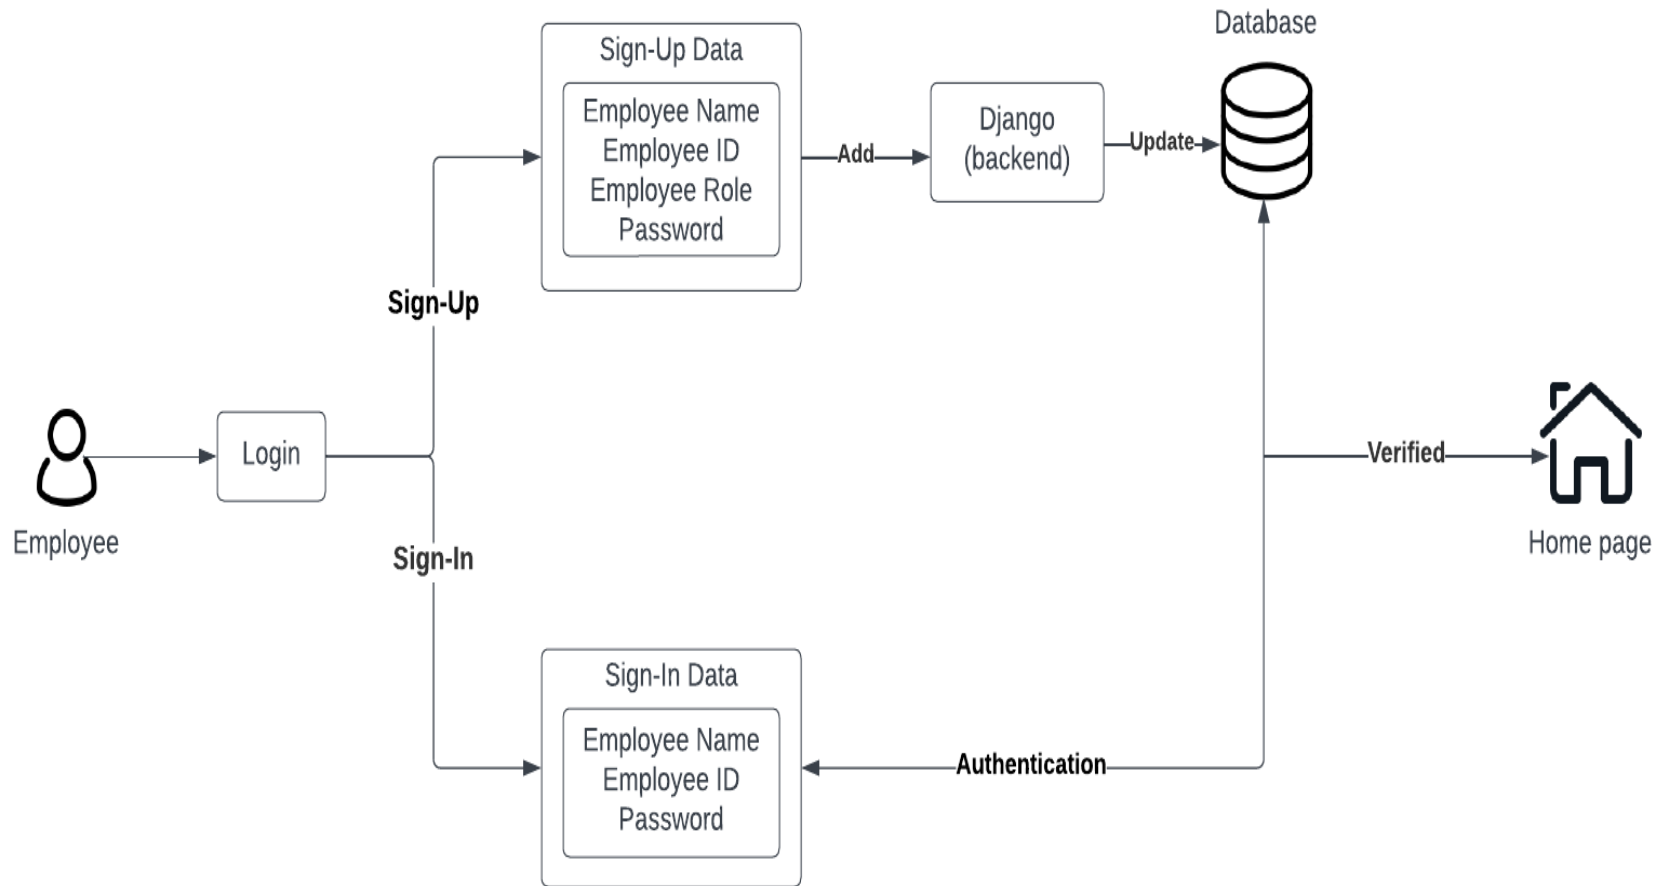 Database
Sign-Up Data
Employee Name
Employee ID
Employee Role
Password
Add
Django
(backend)
Update
Sign-Up
Employee
Login
Sign-In
Verified
Home page
Sign-In Data
Employee Name
Employee ID
Password
Authentication